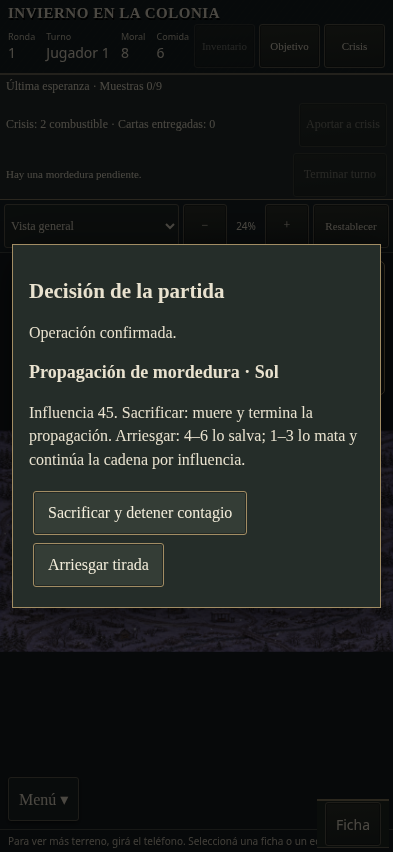 INVIERNO EN LA COLONIA
Ronda Turno Moral Comida
1 Jugador 1 8 6
Inventario Objetivo Crisis
Última esperanza · Muestras 0/9
Crisis: 2 combustible · Cartas entregadas: 0
Aportar a crisis
Hay una mordedura pendiente.
Terminar turno
Vista general − 24% + Restablecer
Decisión de la partida
Operación confirmada.
Propagación de mordedura · Sol
Influencia 45. Sacrificar: muere y termina la
propagación. Arriesgar: 4–6 lo salva; 1–3 lo mata y
continúa la cadena por influencia.
Sacrificar y detener contagio
Arriesgar tirada
Menú ▾
Ficha
Para ver más terreno, girá el teléfono. Seleccioná una ficha o un